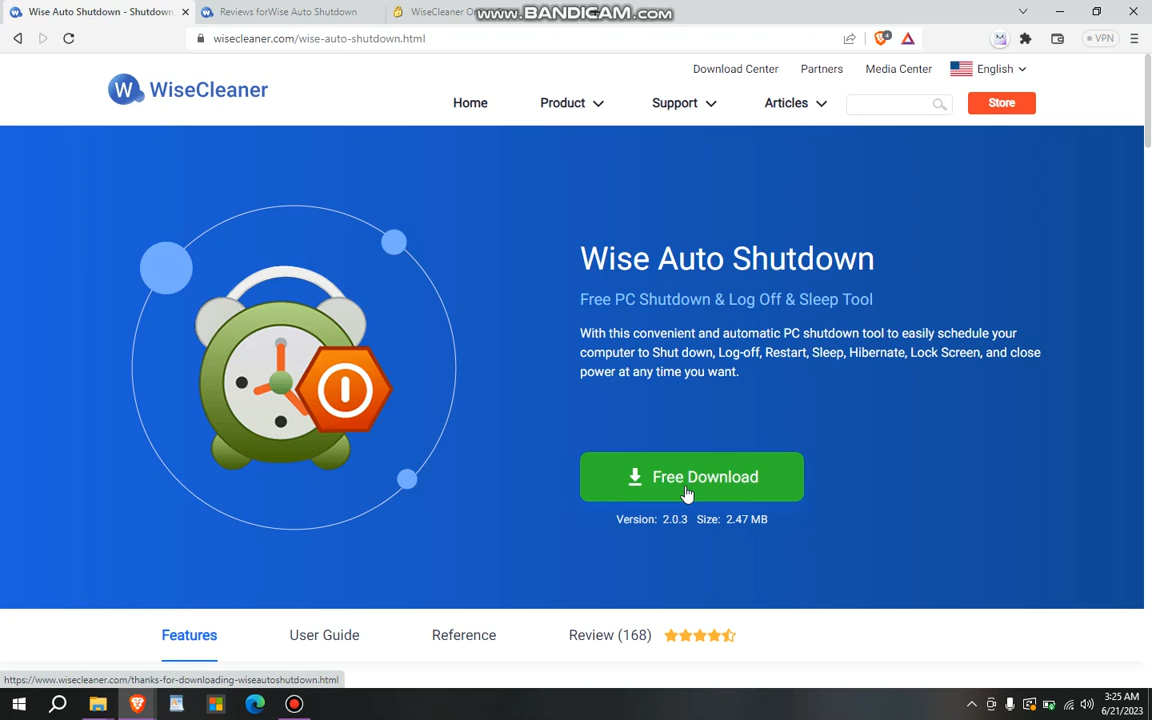 Wise Auto Shutdown - Shutdown
Reviews forWise Auto Shutdown
WiseCleaner On
www.BANDICAM.com
wisecleaner.com/wise-auto-shutdown.html
4
VPN
Download Center
Partners
Media Center
English
W WiseCleaner
Home
Product
Support
Articles
Store
Wise Auto Shutdown
Free PC Shutdown & Log Off & Sleep Tool
With this convenient and automatic PC shutdown tool to easily schedule your
computer to Shut down, Log-off, Restart, Sleep, Hibernate, Lock Screen, and close
power at any time you want.
Free Download
Version: 2.0.3 Size: 2.47 MB
Features
User Guide
Reference
Review (168)
https://www.wisecleaner.com/thanks-for-downloading-wiseautoshutdown.html
3:25 AM
6/21/2023